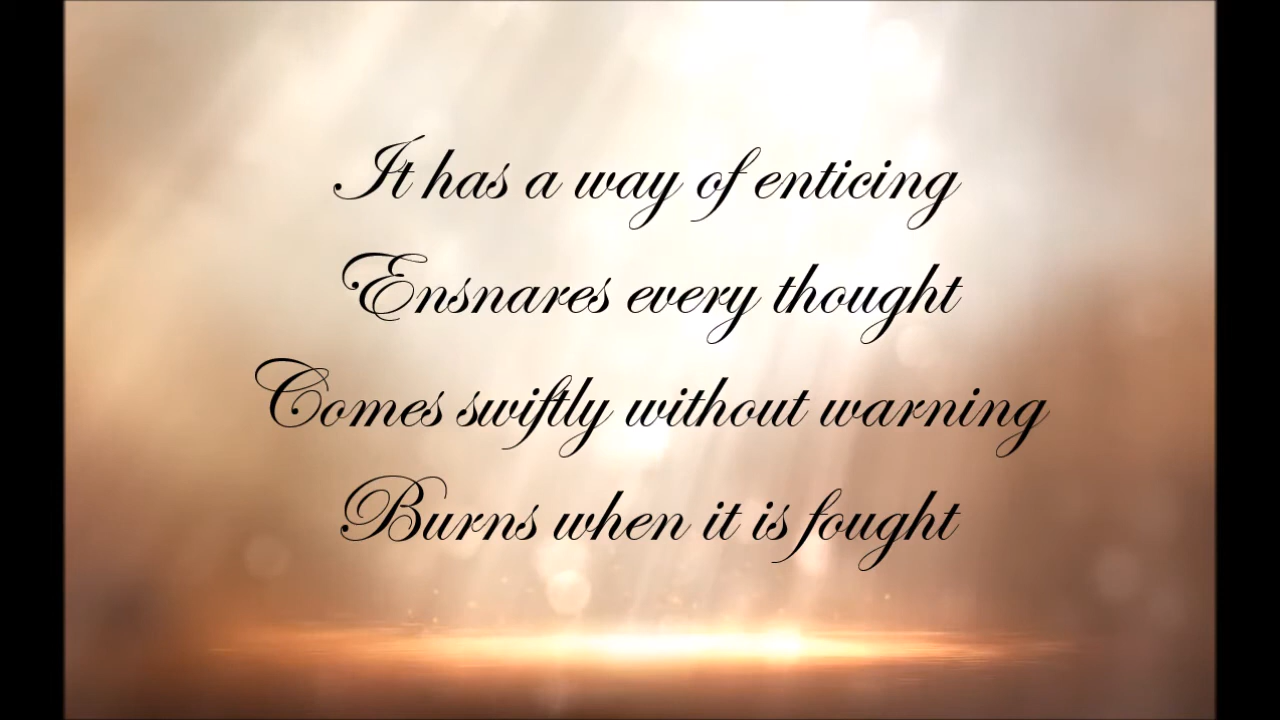 It has a way of enticing
Ensnares every thought
Comes swiftly without warning
Burns when it is fought